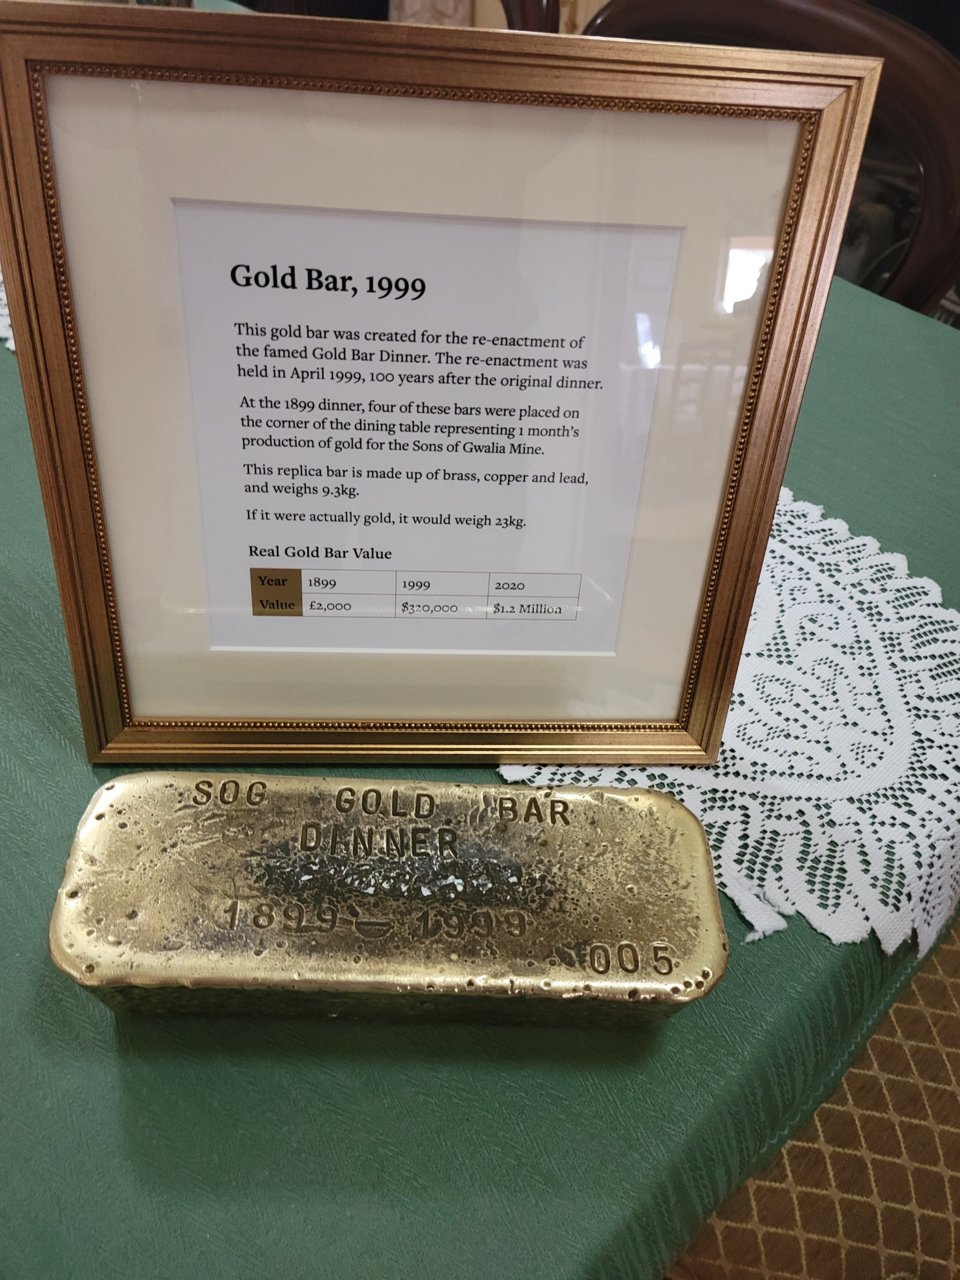 Gold Bar, 1999
This gold bar was created for the re-enactment of
the famed Gold Bar Dinner. The re-enactment was
held in April 1999, 100 years after the original dinner.
At the 1899 dinner, four of these bars were placed on
the corner of the dining table representing 1 month's
production of gold for the Sons of Gwalia Mine.
This replica bar is made up of brass, copper and lead,
and weighs 9.3kg.
If it were actually gold, it would weigh 23kg.
Real Gold Bar Value
Year 1899 1999 2020
Value £2,000 $320,000 $1.2 Million
SOG GOLD BAR
DINNER
1899 - 1999
005